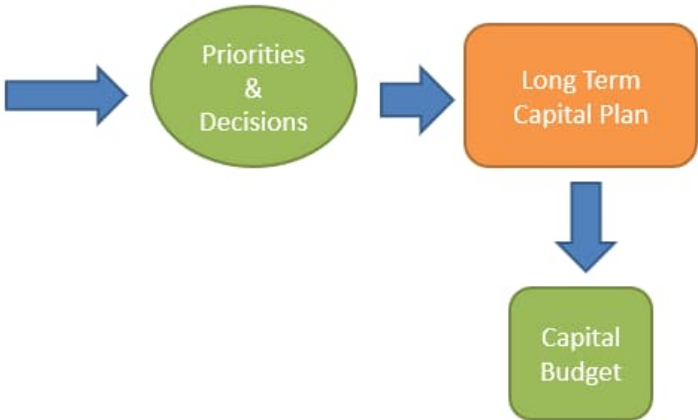 Priorities
&
Decisions
Long Term
Capital Plan
Capital
Budget